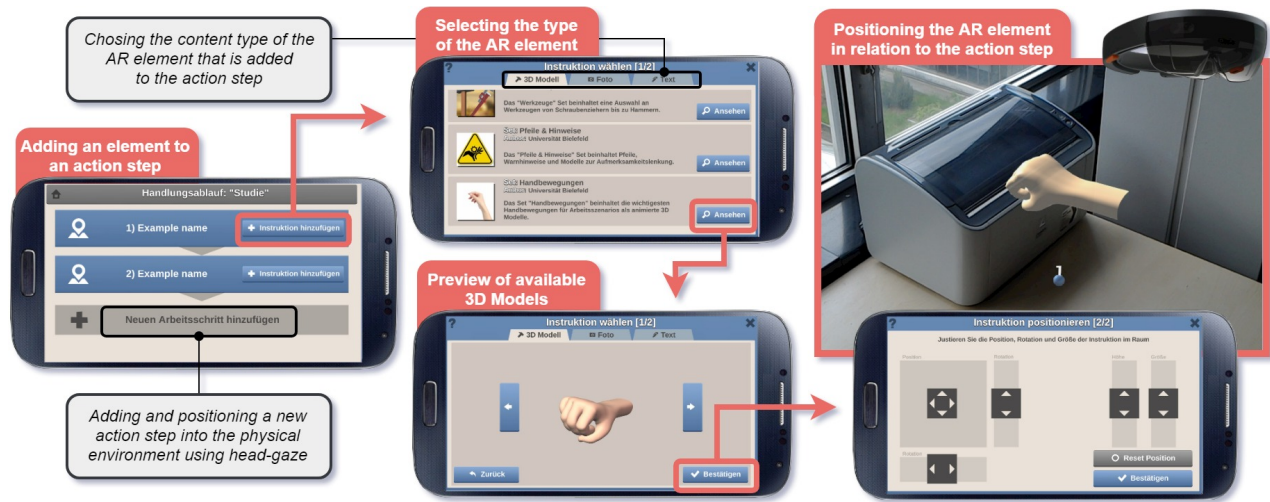 Chosing the content type of the
AR element that is added
to the action step
Adding an element to
an action step
Handlungsablauf: "Studie"
1) Example name
Instruktion hinzufügen
2) Example name
Instruktion hinzufügen
Neuen Arbeitsschritt hinzufügen
Adding and positioning a new
action step into the physical
environment using head-gaze
Selecting the type
of the AR element
?
Instruktion wählen [1/2]
3D Modell
Foto
Text
Das "Werkzeuge" Set beinhaltet eine Auswahl an
Werkzeugen von Schraubenziehern bis zu Hammern.
Ansehen
Set: Pfeile & Hinweise
Anbieter: Universität Bielefeld
Das "Pfeile & Hinweise" Set beinhaltet Pfeile,
Warnhinweise und Modelle zur Aufmerksamkeitslenkung.
Ansehen
Set: Handbewegungen
Anbieter: Universität Bielefeld
Das Set "Handbewegungen" beinhaltet die wichtigesten
Handbewegungen für Arbeitsszenarios als animierte 3D
Modelle.
Ansehen
Preview of available
3D Models
?
Instruktion wählen [1/2]
3D Modell
Foto
Text
Zurück
Bestätigen
Positioning the AR element
in relation to the action step
1
?
Instruktion positionieren [2/2]
Justieren Sie die Position, Rotation und Größe der Instruktion im Raum
Position
Rotation
Höhe
Größe
Rotation
Reset Position
Bestätigen